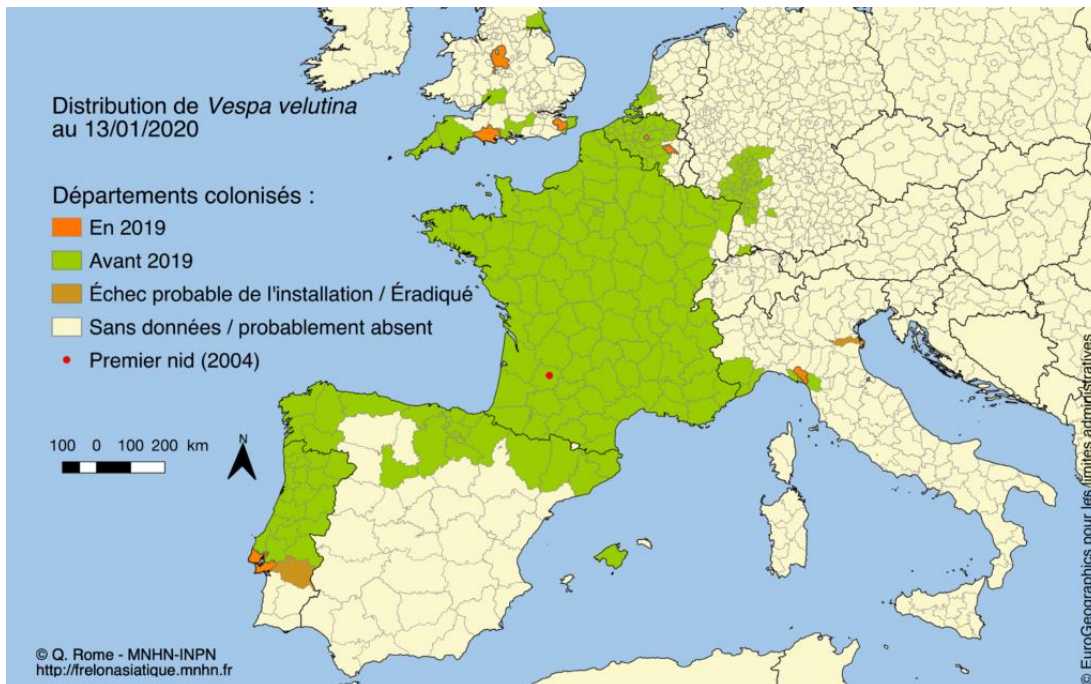 Distribution de Vespa velutina
au 13/01/2020
Départements colonisés :
En 2019
Avant 2019
Échec probable de l'installation / Éradiqué
Sans données / probablement absent
Premier nid (2004)
100 0 100 200 km
N
© Q. Rome - MNHN-INPN
http://frelonasiatique.mnhn.fr
© EuroGeographics pour les limites administratives